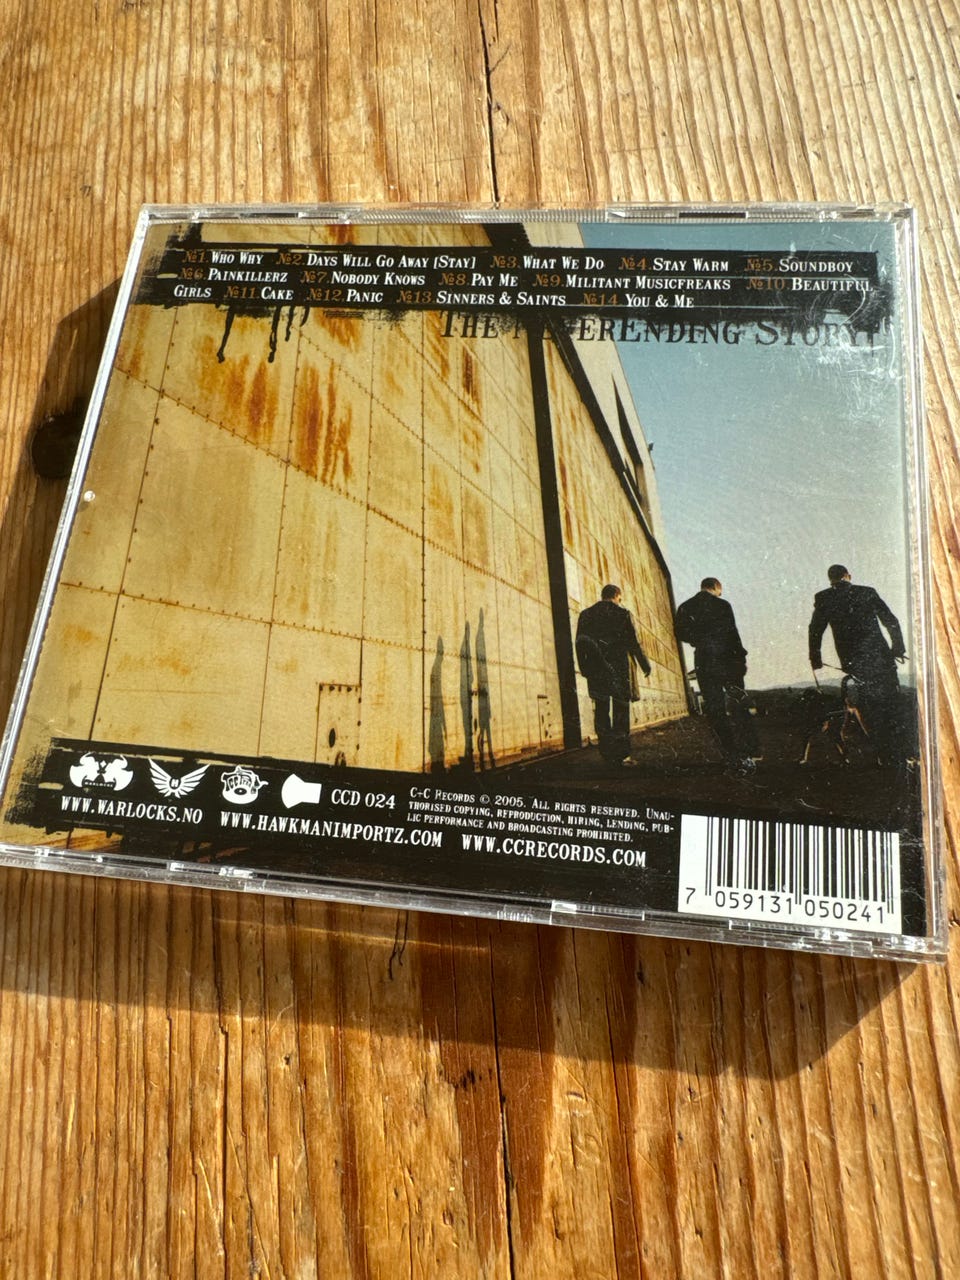 №1.Who Why №2.Days Will Go Away [Stay] №3.What We Do №4.Stay Warm №5.Soundboy
№6.Painkillerz №7.Nobody Knows №8.Pay Me №9.Militant Musicfreaks №10.Beautiful
Girls №11.Cake №12.Panic №13.Sinners & Saints №14.You & Me
The NeverEnding Story
WARLOCKS
CCD 024
C+C Records © 2005. All rights reserved. Unau-
thorised copying, reproduction, hiring, lending, pub-
lic performance and broadcasting prohibited.
www.warlocks.no www.hawkmanimportz.com www.ccrecords.com
7 059131 050241